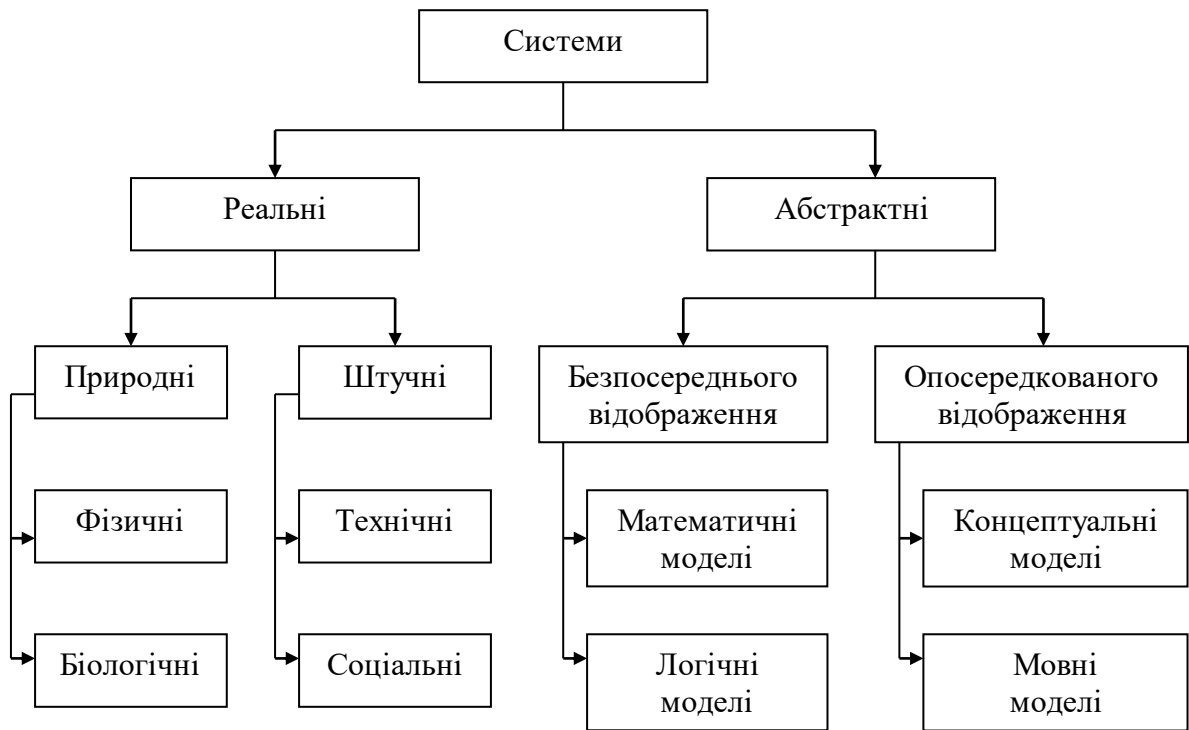 Системи
Реальні
Абстрактні
Природні
Штучні
Безпосереднього
відображення
Опосередкованого
відображення
Фізичні
Технічні
Математичні
моделі
Концептуальні
моделі
Біологічні
Соціальні
Логічні
моделі
Мовні
моделі